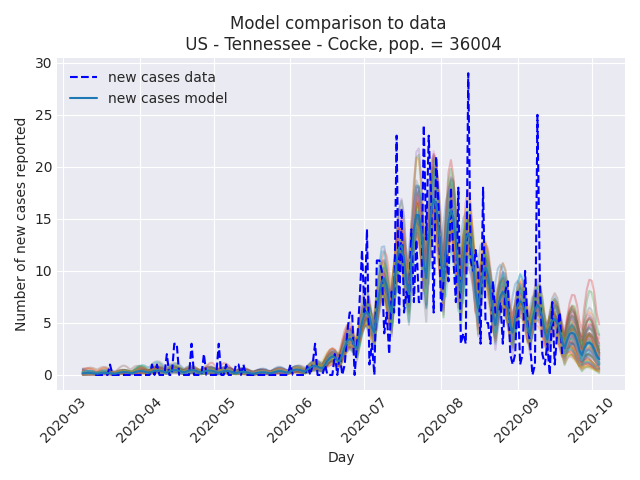 Model comparison to data
US - Tennessee - Cocke, pop. = 36004
new cases data
new cases model
Number of new cases reported
30
25
20
15
10
5
0
2020-03
2020-04
2020-05
2020-06
2020-07
2020-08
2020-09
2020-10
Day